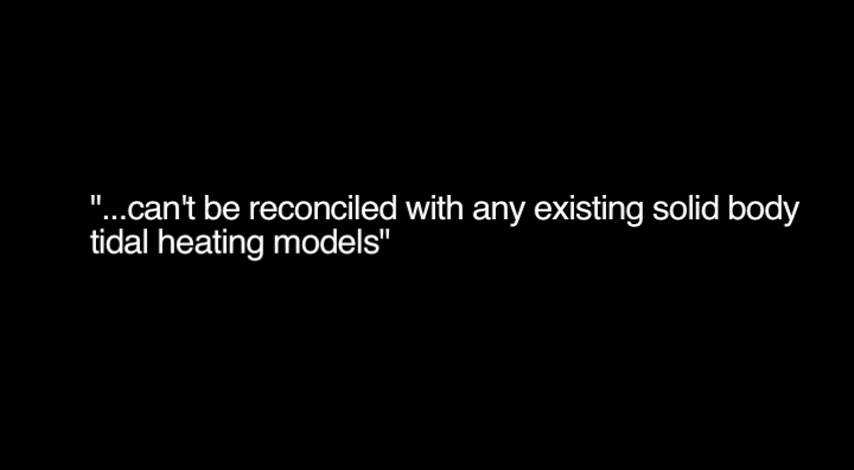 "...can't be reconciled with any existing solid body
tidal heating models"